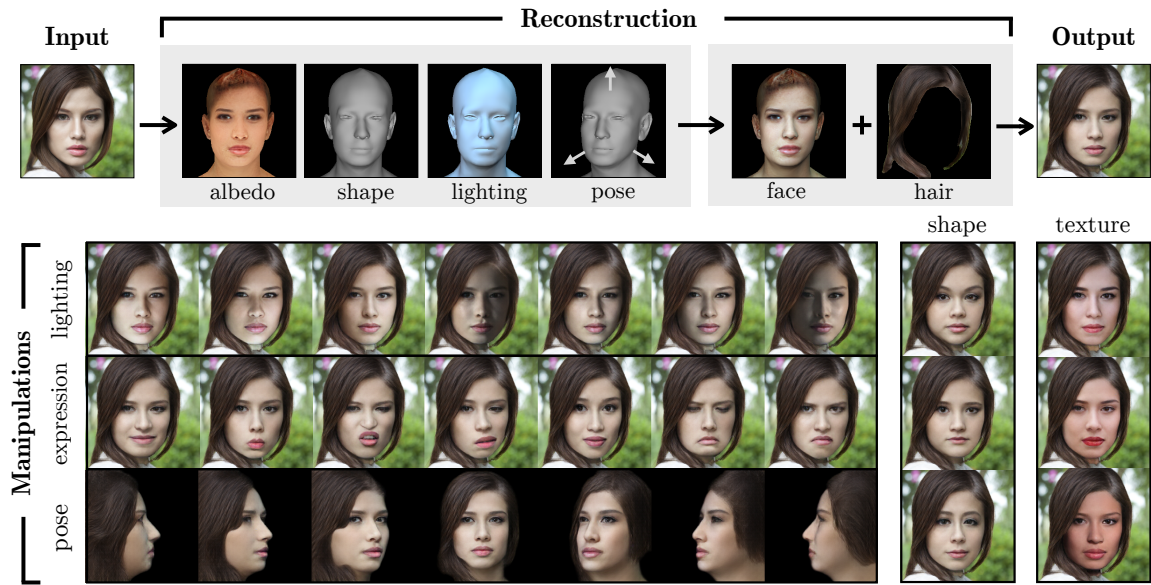 Reconstruction
Input
Output
albedo
shape
lighting
pose
+
face
hair
shape
texture
Manipulations
lighting
expression
pose